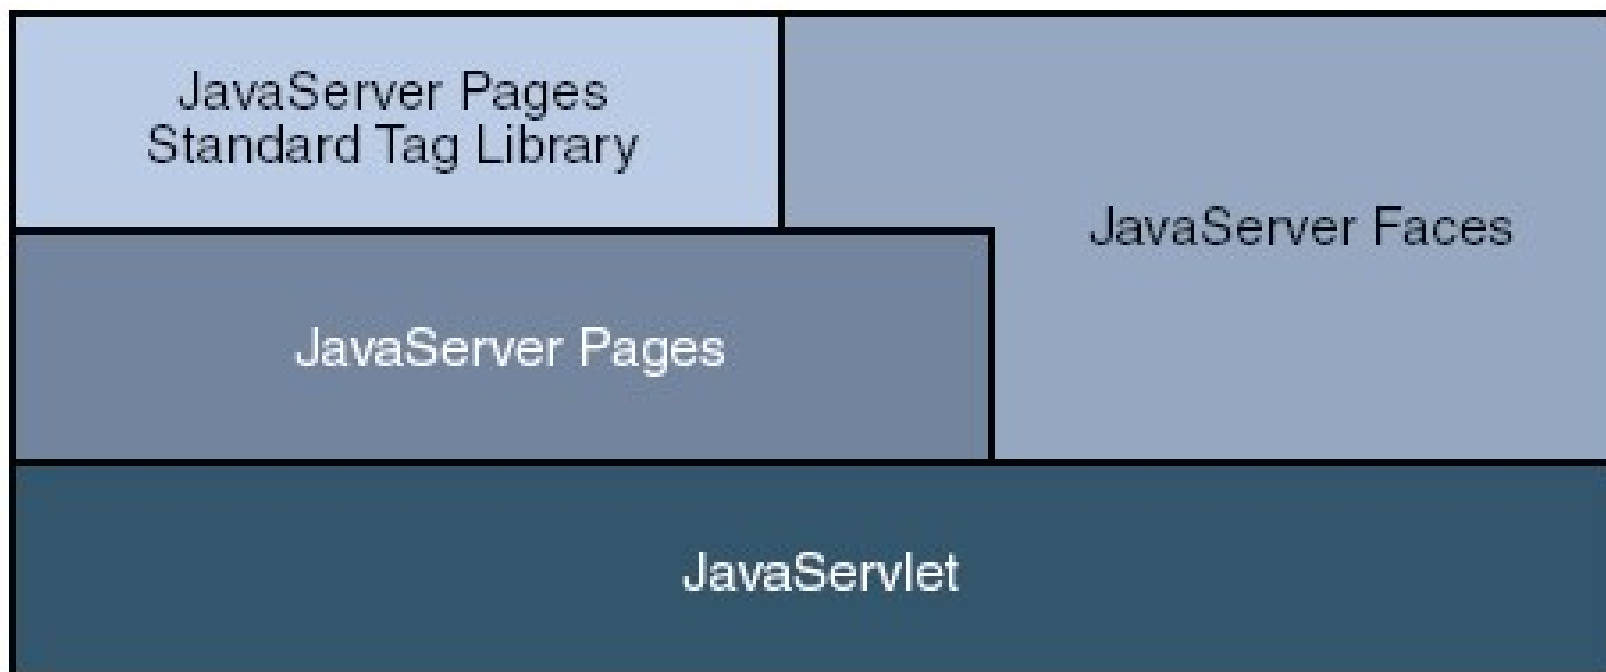 JavaServer Pages
Standard Tag Library
JavaServer Faces
JavaServer Pages
JavaServlet